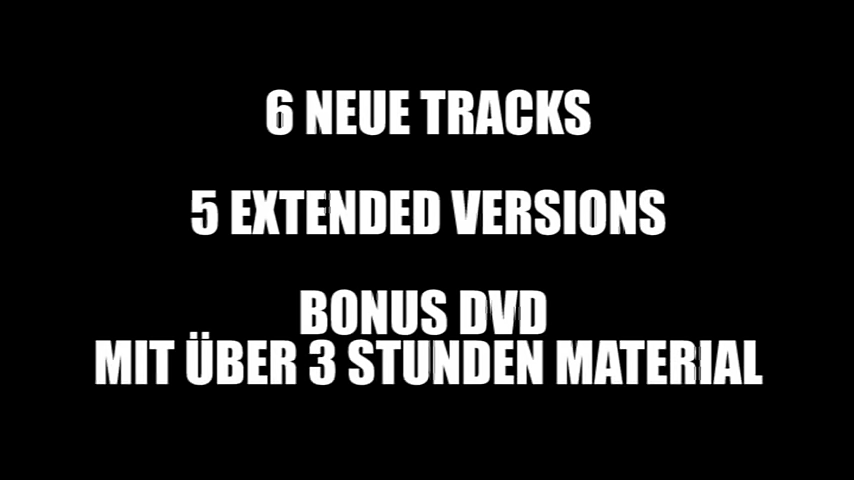 6 NEUE TRACKS
5 EXTENDED VERSIONS
BONUS DVD
MIT ÜBER 3 STUNDEN MATERIAL